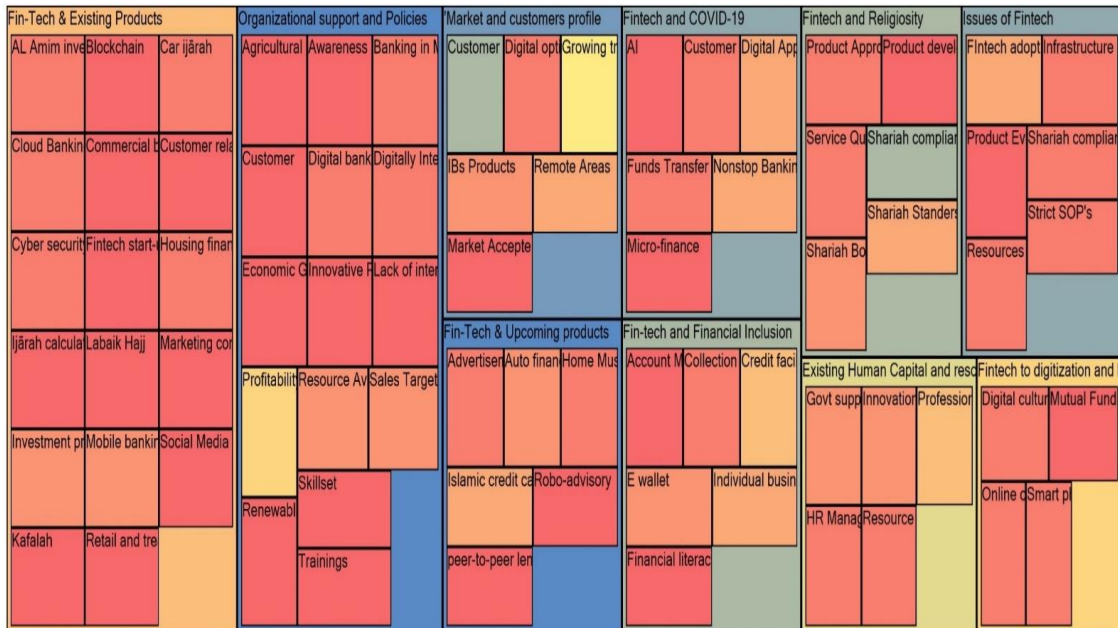 Fin-Tech & Existing Products
AL Amim inve
Blockchain
Car ijārah
Cloud Bankin
Commercial b
Customer rela
Cyber security
Fintech start-u
Housing finan
Ijārah calculat
Labaik Hajj
Marketing cor
Investment pr
Mobile bankin
Social Media
Kafalah
Retail and tre
Organizational support and Policies
Agricultural
Awareness
Banking in M
Customer
Digital bank
Digitally Inte
Economic G
Innovative P
Lack of inter
Profitability
Resource Av
Sales Target
Skillset
Renewabl
Trainings
'Market and customers profile
Customer
Digital opti
Growing tr
IBs Products
Remote Areas
Market Accepte
Fintech and COVID-19
AI
Customer
Digital App
Funds Transfer
Nonstop Bankin
Micro-finance
Fintech and Religiosity
Product Appro
Product devel
Service Qu
Shariah complian
Shariah Standers
Shariah Bo
Issues of Fintech
FIntech adopt
Infrastructure
Product Ev
Shariah complian
Strict SOP's
Resources
Fin-Tech & Upcoming products
Advertisen
Auto financ
Home Mus
Islamic credit ca
Robo-advisory
peer-to-peer len
Fin-tech and Financial Inclusion
Account M
Collection
Credit facil
E wallet
Individual busin
Financial literac
Existing Human Capital and reso
Govt supp
Innovation
Profession
HR Manag
Resource
Fintech to digitization and
Digital cultur
Mutual Fund
Online c
Smart pl